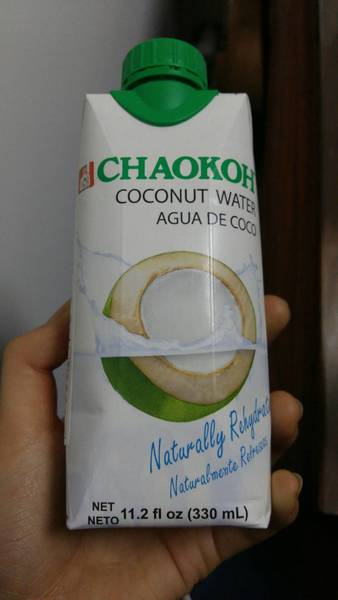 CHAOKOH
COCONUT WATER
AGUA DE COCO
Naturally
Naturalmente
NET
NETO 11.2 fl oz (330 mL)